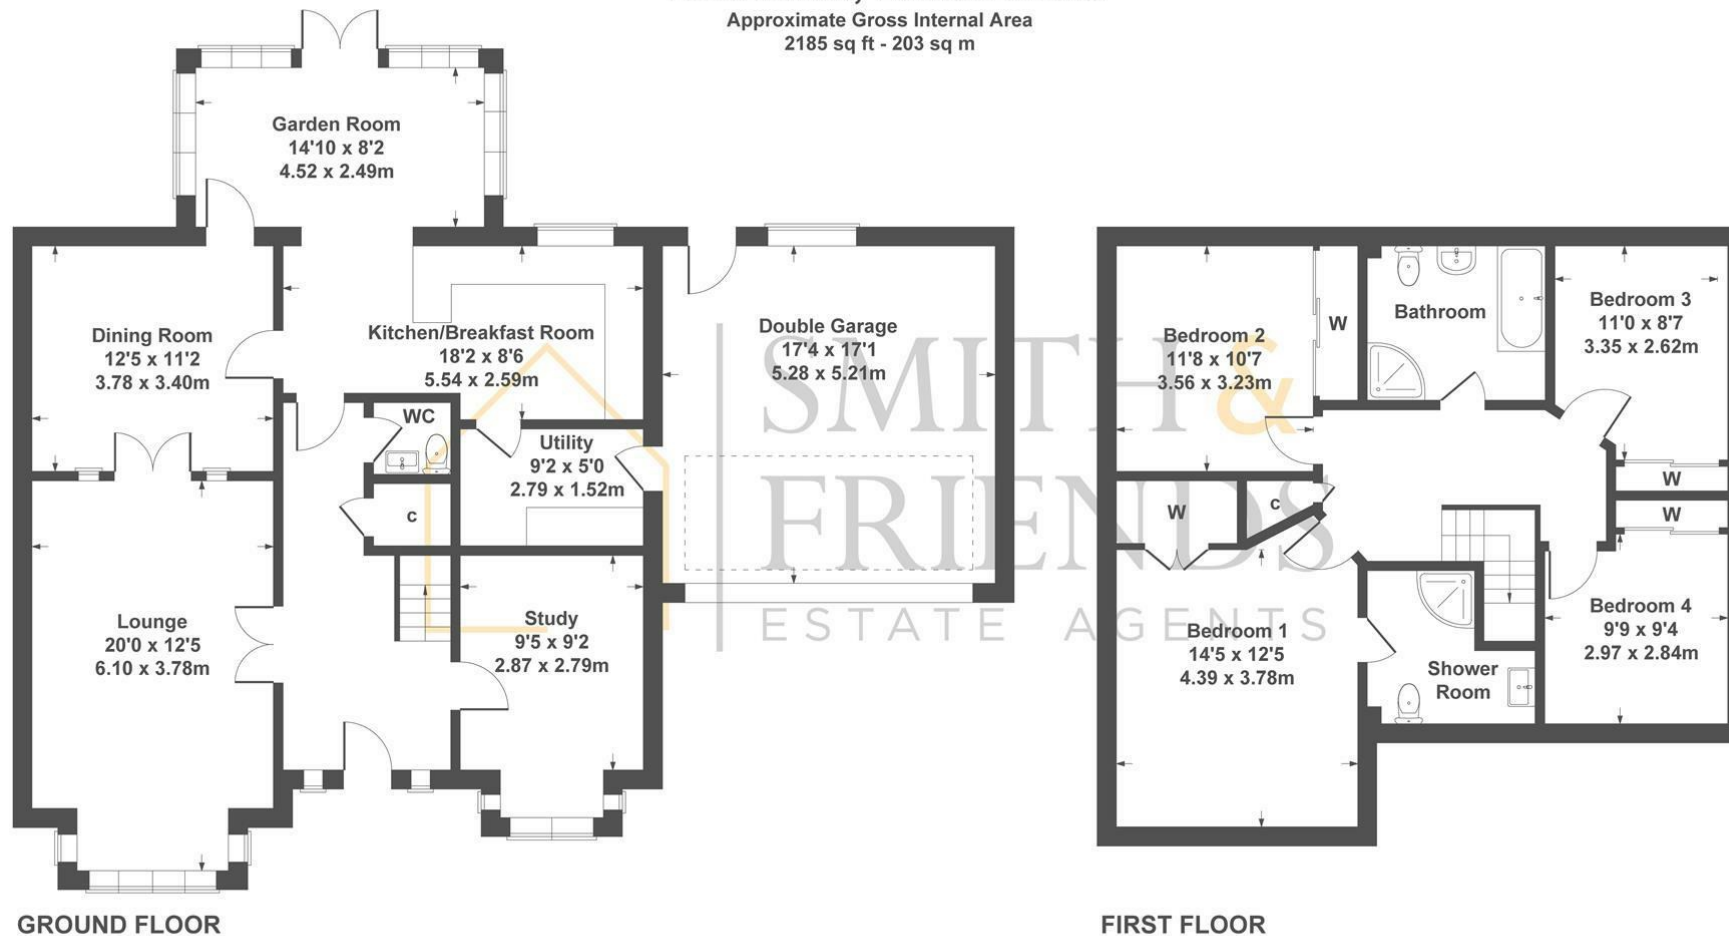 Approximate Gross Internal Area
2185 sq ft - 203 sq m
Garden Room
14'10 x 8'2
4.52 x 2.49m
Dining Room
12'5 x 11'2
3.78 x 3.40m
Kitchen/Breakfast Room
18'2 x 8'6
5.54 x 2.59m
Double Garage
17'4 x 17'1
5.28 x 5.21m
WC
Utility
9'2 x 5'0
2.79 x 1.52m
c
Lounge
20'0 x 12'5
6.10 x 3.78m
Study
9'5 x 9'2
2.87 x 2.79m
GROUND FLOOR
SMITH &
FRIENDS
ESTATE AGENTS
Bedroom 2
11'8 x 10'7
3.56 x 3.23m
W
Bathroom
Bedroom 3
11'0 x 8'7
3.35 x 2.62m
W
W
W
c
Bedroom 1
14'5 x 12'5
4.39 x 3.78m
Shower
Room
Bedroom 4
9'9 x 9'4
2.97 x 2.84m
FIRST FLOOR